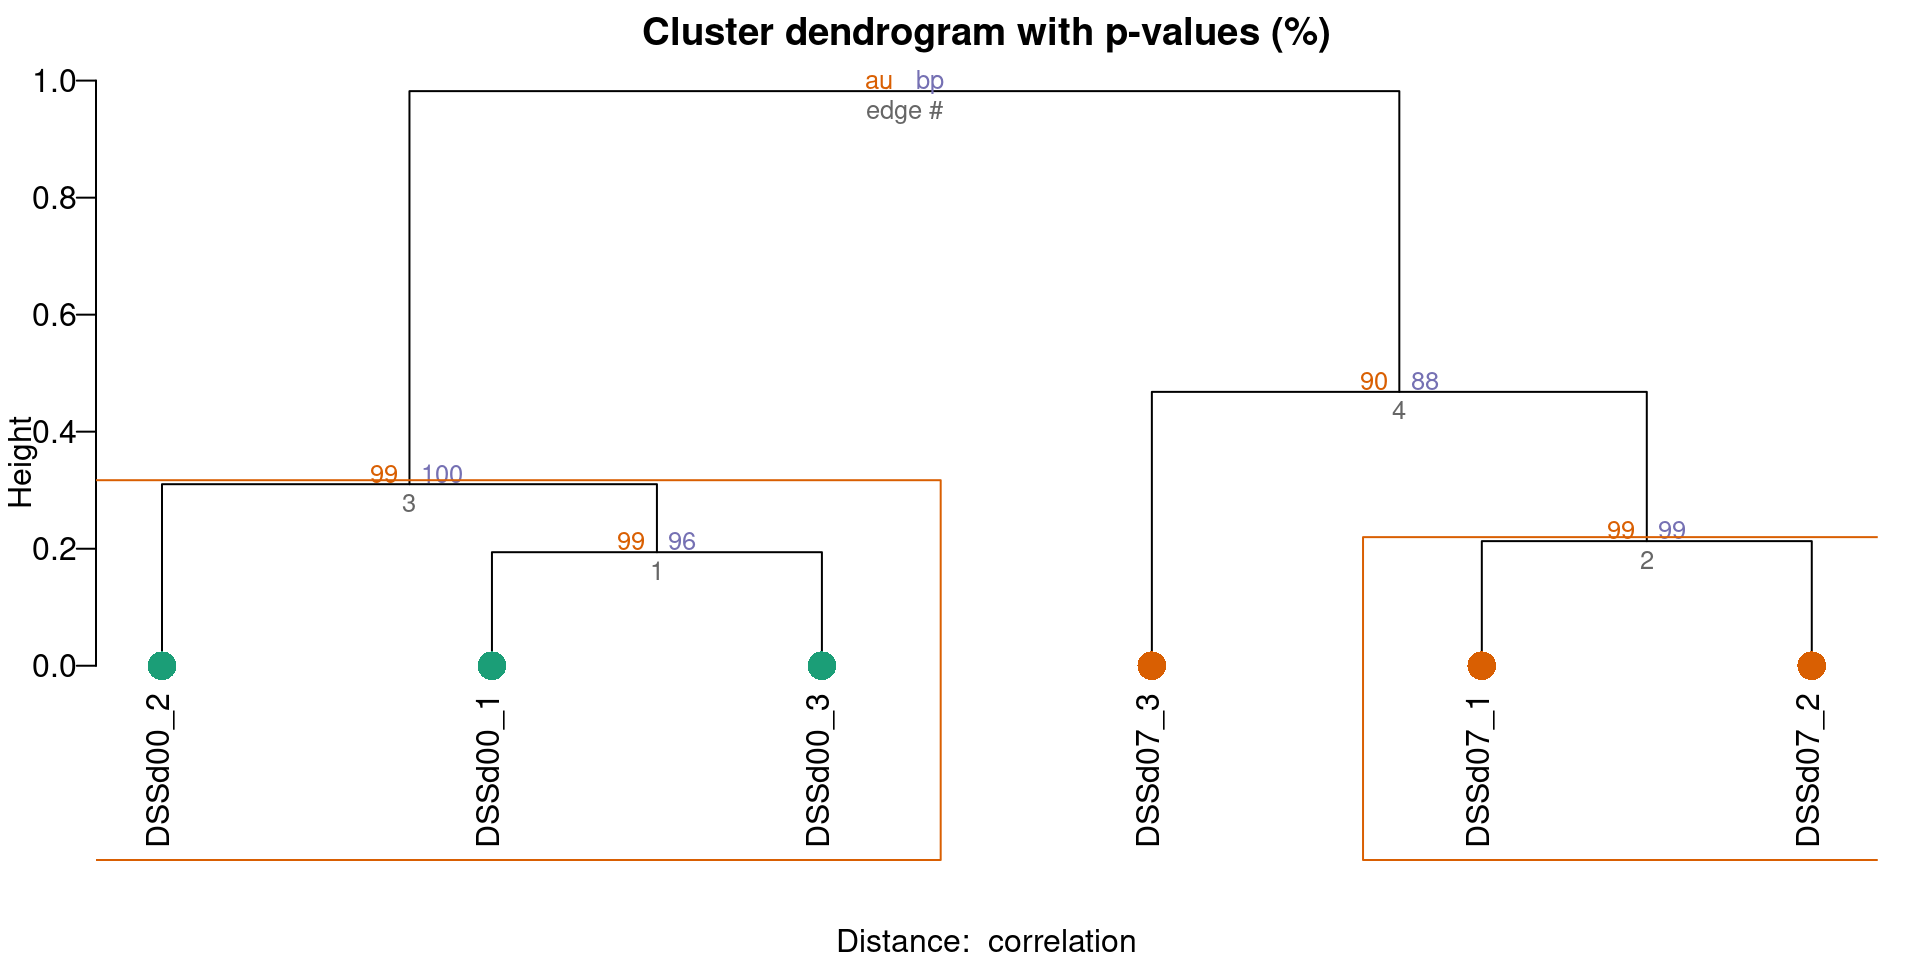 Cluster dendrogram with p-values (%)
1.0
au bp
edge #
0.8
0.6
90 88
4
0.4
Height
99 100
3
99 99
2
99 96
1
0.2
0.0
DSSd00_2
DSSd00_1
DSSd00_3
DSSd07_3
DSSd07_1
DSSd07_2
Distance: correlation